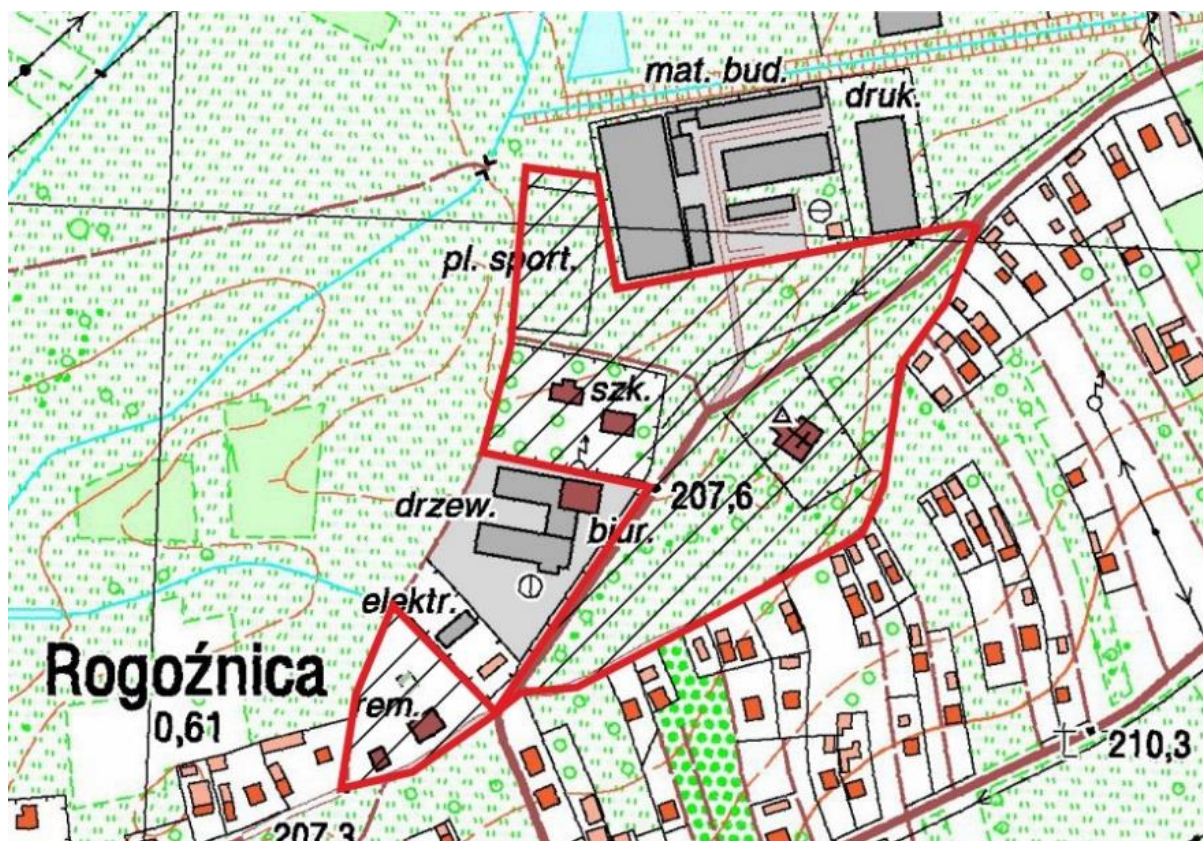 mat. bud.
druk.
pl. sport.
szk.
drzew.
207,6
biur.
elektr.
Rogoźnica
0,61
rem.
210,3
207,3